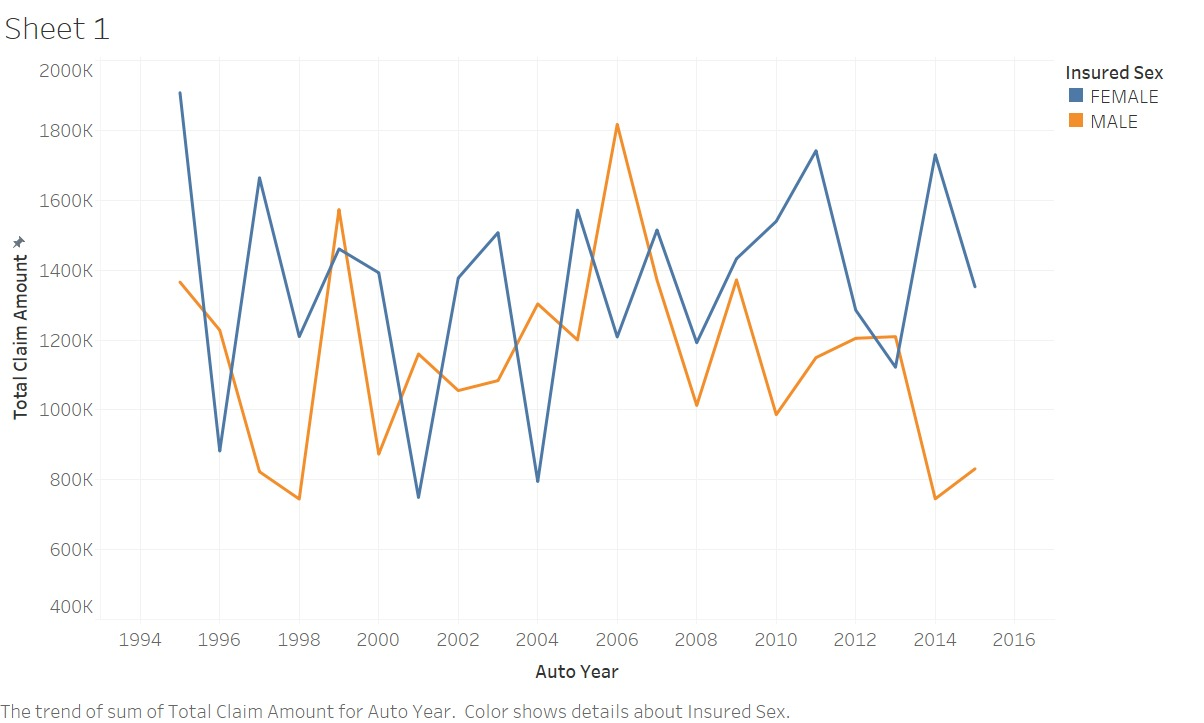 Sheet 1
2000K
1800K
1600K
1400K
1200K
1000K
800K
600K
400K
Total Claim Amount
1994 1996 1998 2000 2002 2004 2006 2008 2010 2012 2014 2016
Auto Year
Insured Sex
FEMALE
MALE
The trend of sum of Total Claim Amount for Auto Year.  Color shows details about Insured Sex.